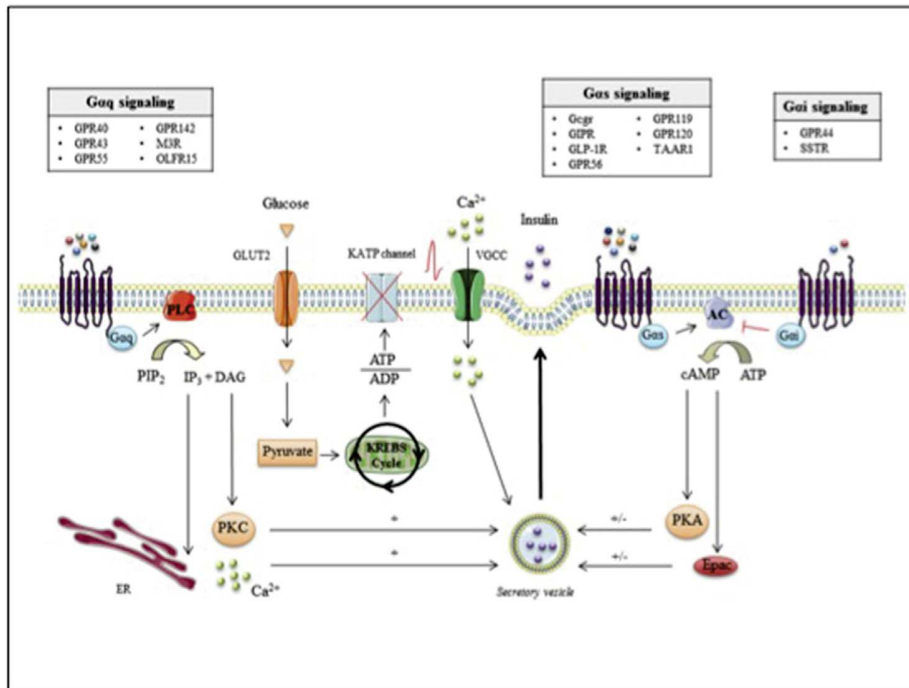 Gαq signaling
• GPR40 • GPR142
• GPR43 • M3R
• GPR55 • OLFR15
Gαs signaling
• Gcgr • GPR119
• GIPR • GPR120
• GLP-1R • TAAR1
• GPR56
Gαi signaling
• GPR44
• SSTR
Glucose
Ca²⁺
Insulin
GLUT2
KATP channel
VGCC
PLC
AC
Gαq
Gαs
Gαi
PIP₂
IP₃ + DAG
ATP
ADP
cAMP
ATP
Pyruvate
KREBS
Cycle
PKC
+
+/-
PKA
+
+/-
Epac
ER
Ca²⁺
Secretory vesicle